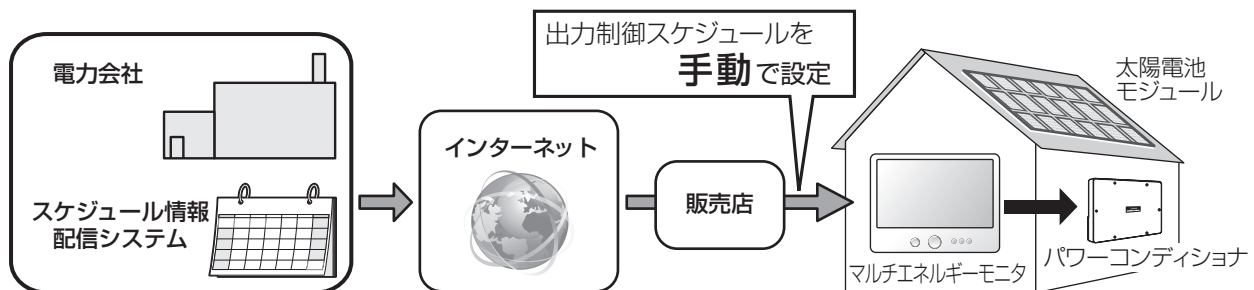 電力会社
スケジュール情報
配信システム
インターネット
販売店
出力制御スケジュールを
手動で設定
太陽電池
モジュール
マルチエネルギーモニタ
パワーコンディショナ